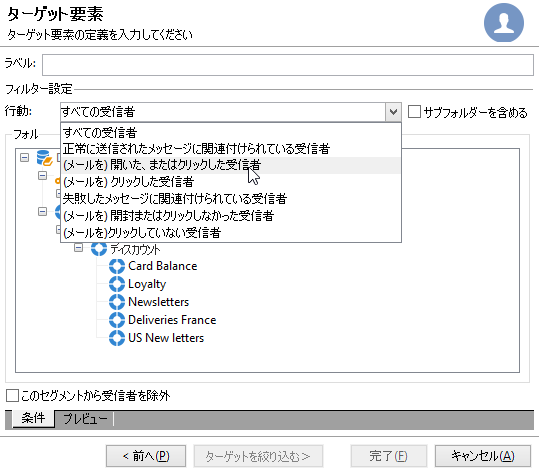 ターゲット要素
ターゲット要素の定義を入力してください
ラベル:
フィルター設定
行動: すべての受信者 サブフォルダーを含める
フォル
すべての受信者
正常に送信されたメッセージに関連付けられている受信者
(メールを) 開いた、またはクリックした受信者
(メールを) クリックした受信者
失敗したメッセージに関連付けられている受信者
(メールを) 開封またはクリックしなかった受信者
(メールを)クリックしていない受信者
ディスカウント
Card Balance
Loyalty
Newsletters
Deliveries France
US New letters
このセグメントから受信者を除外
条件 プレビュー
< 前へ(P) ターゲットを絞り込む> 完了(F) キャンセル(A)